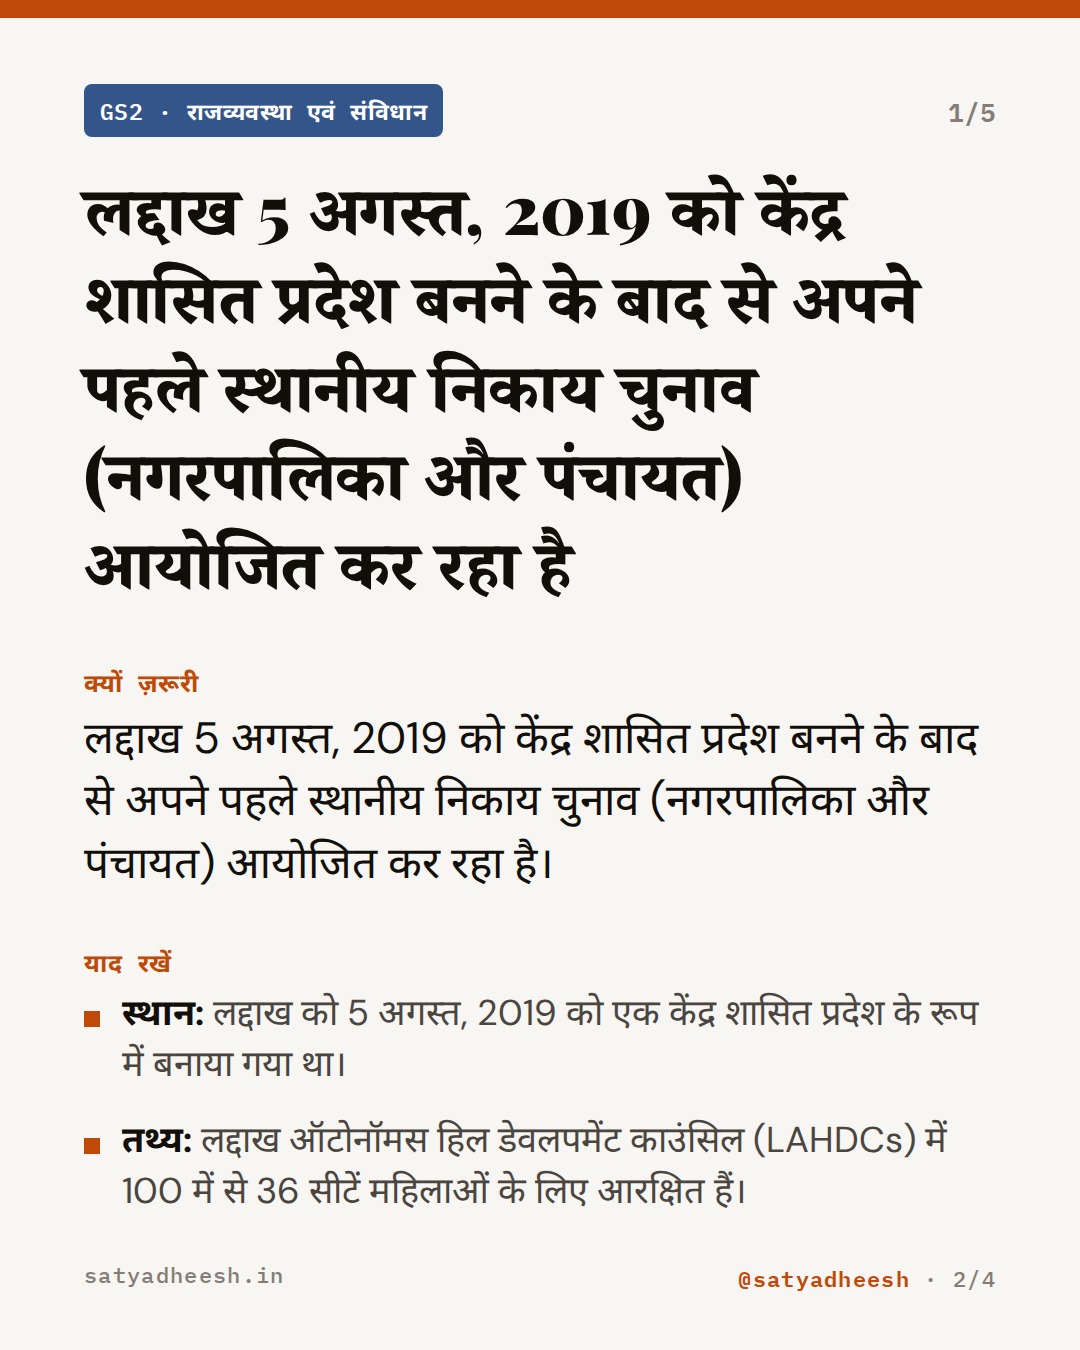 GS2 · राजव्यवस्था एवं संविधान
1/5
लद्दाख 5 अगस्त, 2019 को केंद्र
शासित प्रदेश बनने के बाद से अपने
पहले स्थानीय निकाय चुनाव
(नगरपालिका और पंचायत)
आयोजित कर रहा है
क्यों ज़रूरी
लद्दाख 5 अगस्त, 2019 को केंद्र शासित प्रदेश बनने के बाद
से अपने पहले स्थानीय निकाय चुनाव (नगरपालिका और
पंचायत) आयोजित कर रहा है।
याद रखें
स्थान: लद्दाख को 5 अगस्त, 2019 को एक केंद्र शासित प्रदेश के रूप
में बनाया गया था।
तथ्य: लद्दाख ऑटोनॉमस हिल डेवलपमेंट काउंसिल (LAHDCs) में
100 में से 36 सीटें महिलाओं के लिए आरक्षित हैं।
satyadheesh.in
@satyadheesh · 2/4